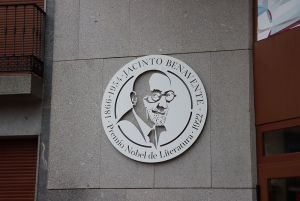 1866 - 1954 · JACINTO BENAVENTE ·
Premio Nobel de Literatura · 1922